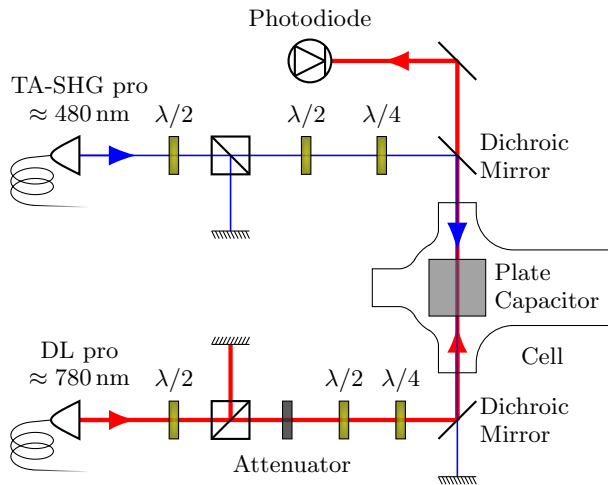 Photodiode
TA-SHG pro
≈ 480 nm
λ/2
λ/2
λ/4
Dichroic
Mirror
Plate
Capacitor
Cell
DL pro
≈ 780 nm
λ/2
λ/2
λ/4
Dichroic
Mirror
Attenuator